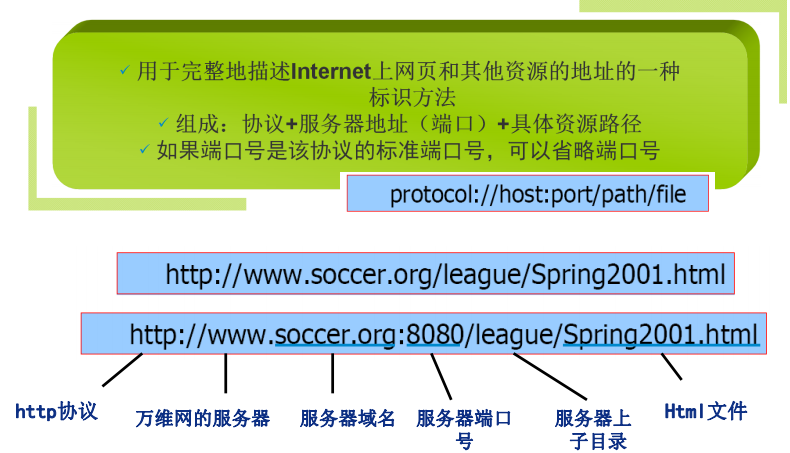 ✓ 用于完整地描述Internet上网页和其他资源的地址的一种
标识方法
✓ 组成：协议+服务器地址（端口）+具体资源路径
✓ 如果端口号是该协议的标准端口号，可以省略端口号
protocol://host:port/path/file
http://www.soccer.org/league/Spring2001.html
http://www.soccer.org:8080/league/Spring2001.html
http协议
万维网的服务器
服务器域名
服务器端口
号
服务器上
子目录
Html文件